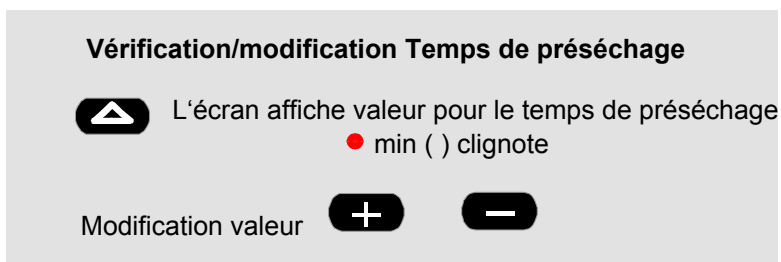 Vérification/modification Temps de préséchage
L‘écran affiche valeur pour le temps de préséchage
min ( ) clignote
Modification valeur + −